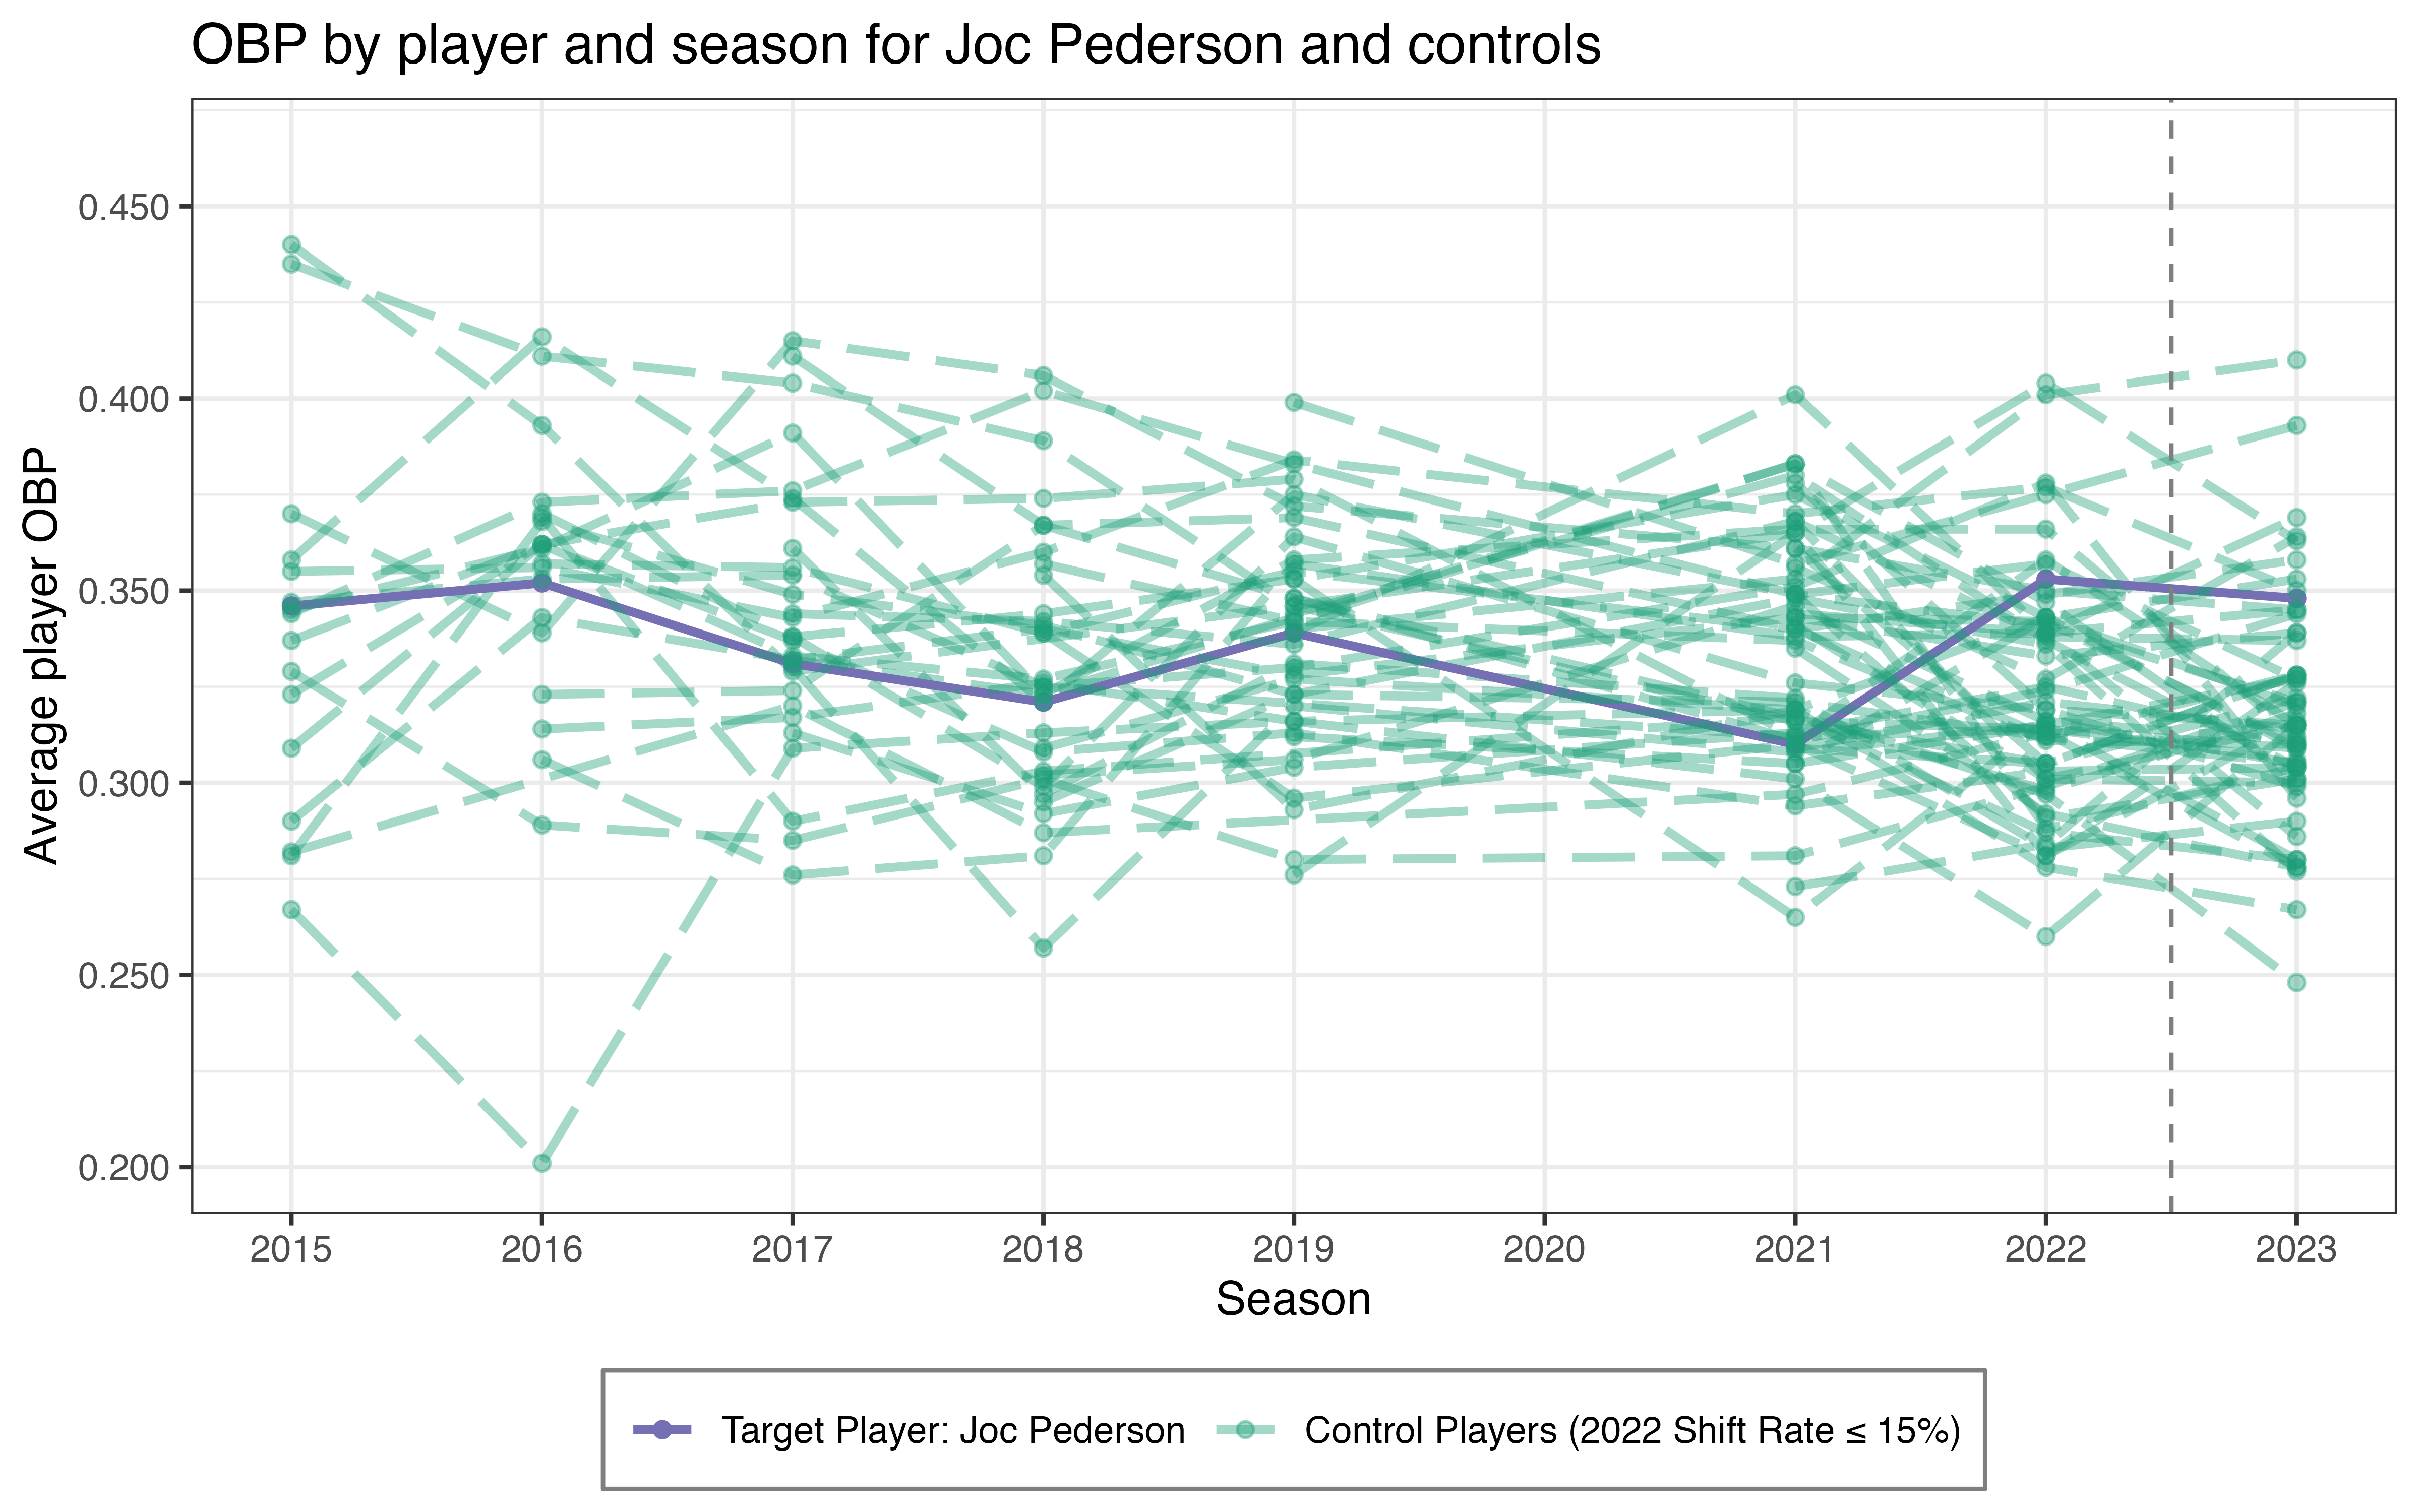 OBP by player and season for Joc Pederson and controls
Average player OBP
0.450
0.400
0.350
0.300
0.250
0.200
2015 2016 2017 2018 2019 2020 2021 2022 2023
Season
Target Player: Joc Pederson Control Players (2022 Shift Rate ≤ 15%)